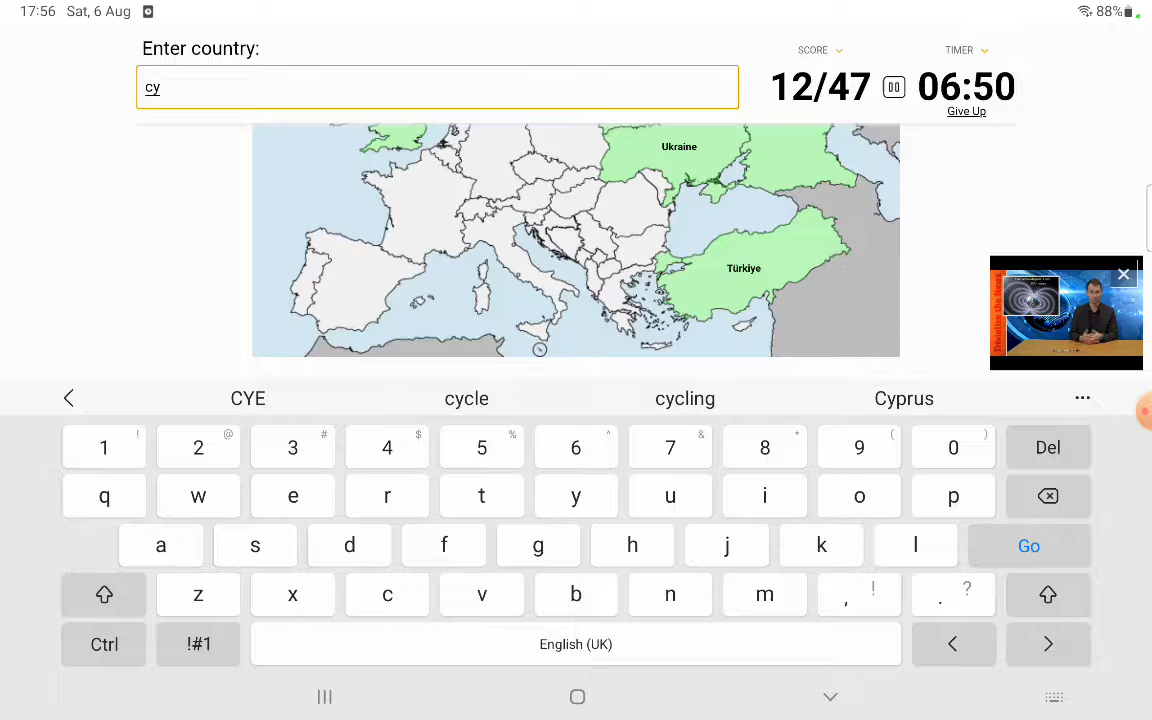 17:56 Sat, 6 Aug
88%
Enter country:
cy
SCORE
12/47
TIMER
06:50
Give Up
Ukraine
Türkiye
CYE cycle cycling Cyprus ...
1 ! 2 @ 3 # 4 $ 5 % 6 ^ 7 & 8 * 9 ( 0 ) Del
q w e r t y u i o p
a s d f g h j k l Go
z x c v b n m , ! . ?
Ctrl !#1 English (UK) < >